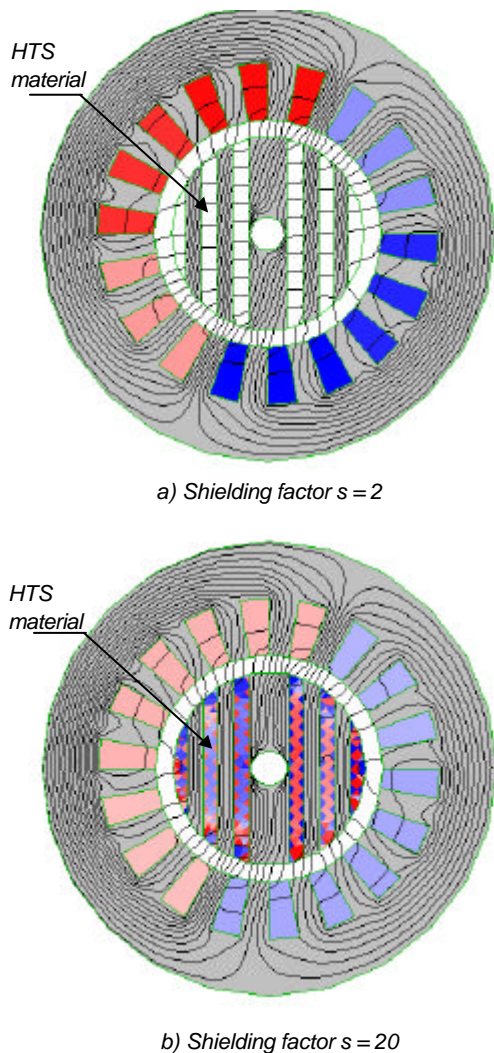 HTS
material
a) Shielding factor s = 2
HTS
material
b) Shielding factor s = 20